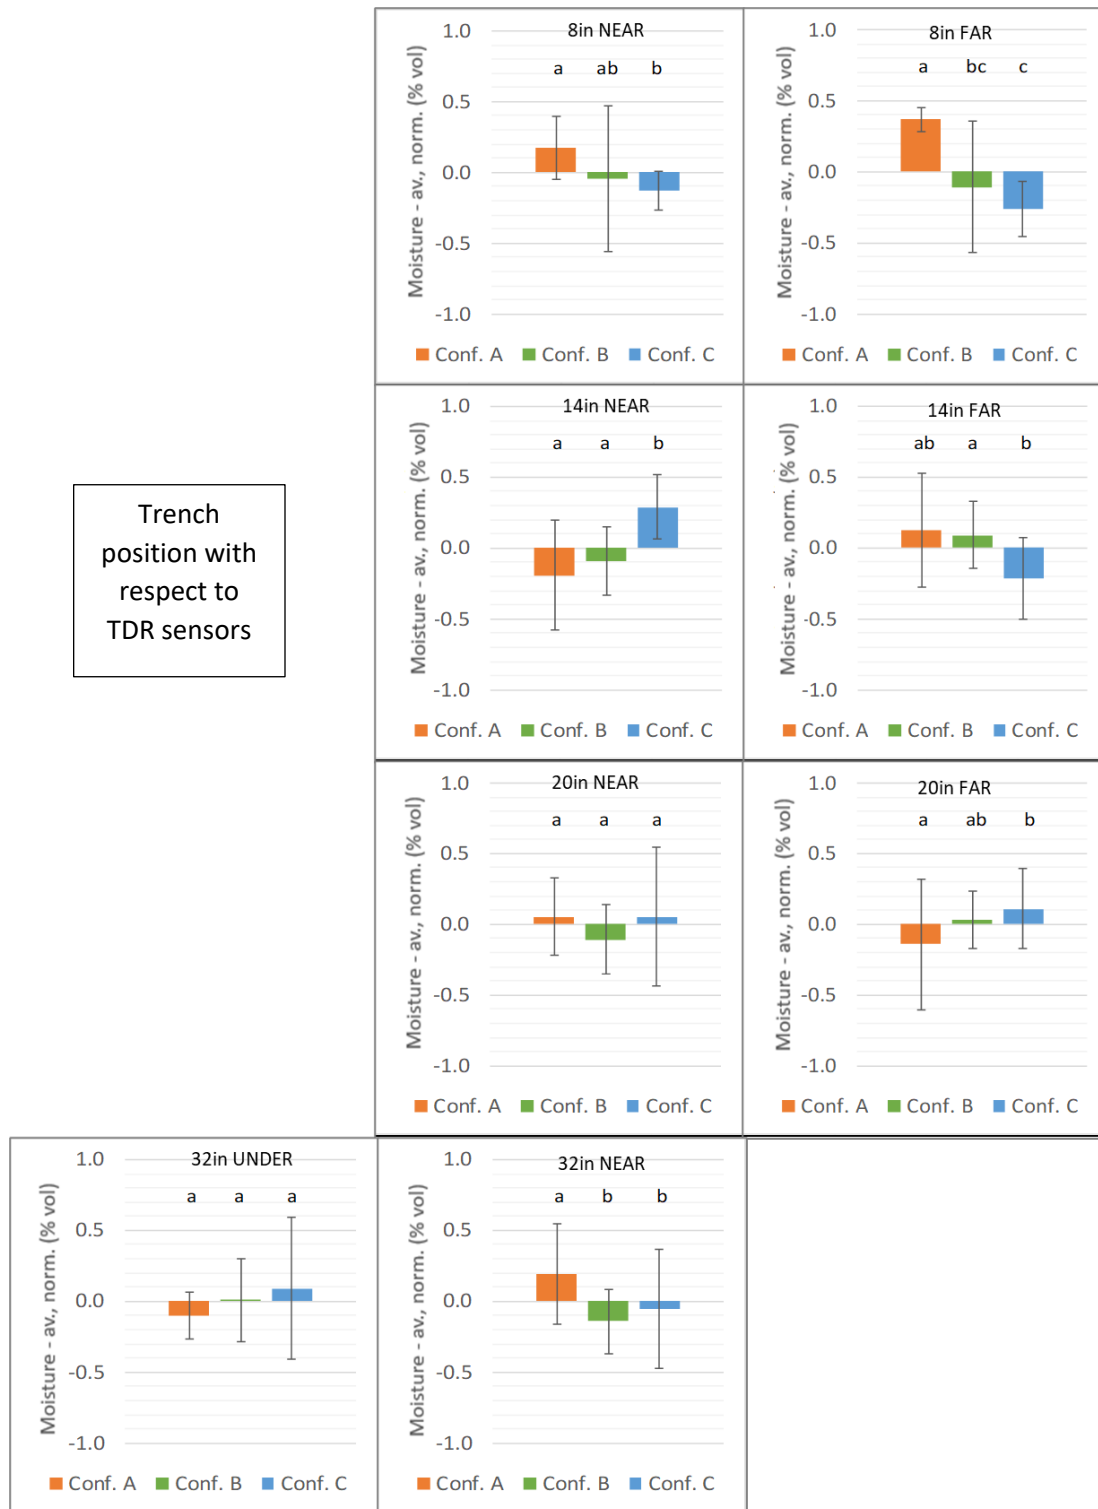 8in NEAR
1.0
a ab b
0.5
0.0
-0.5
-1.0
Moisture - av., norm. (% vol)
Conf. A Conf. B Conf. C
8in FAR
1.0
a bc c
0.5
0.0
-0.5
-1.0
Moisture - av., norm. (% vol)
Conf. A Conf. B Conf. C
Trench
position with
respect to
TDR sensors
14in NEAR
1.0
a a b
0.5
0.0
-0.5
-1.0
Moisture - av., norm. (% vol)
Conf. A Conf. B Conf. C
14in FAR
1.0
ab a b
0.5
0.0
-0.5
-1.0
Moisture - av., norm. (% vol)
Conf. A Conf. B Conf. C
20in NEAR
1.0
a a a
0.5
0.0
-0.5
-1.0
Moisture - av., norm. (% vol)
Conf. A Conf. B Conf. C
20in FAR
1.0
a ab b
0.5
0.0
-0.5
-1.0
Moisture - av., norm. (% vol)
Conf. A Conf. B Conf. C
32in UNDER
1.0
a a a
0.5
0.0
-0.5
-1.0
Moisture - av., norm. (% vol)
Conf. A Conf. B Conf. C
32in NEAR
1.0
a b b
0.5
0.0
-0.5
-1.0
Moisture - av., norm. (% vol)
Conf. A Conf. B Conf. C